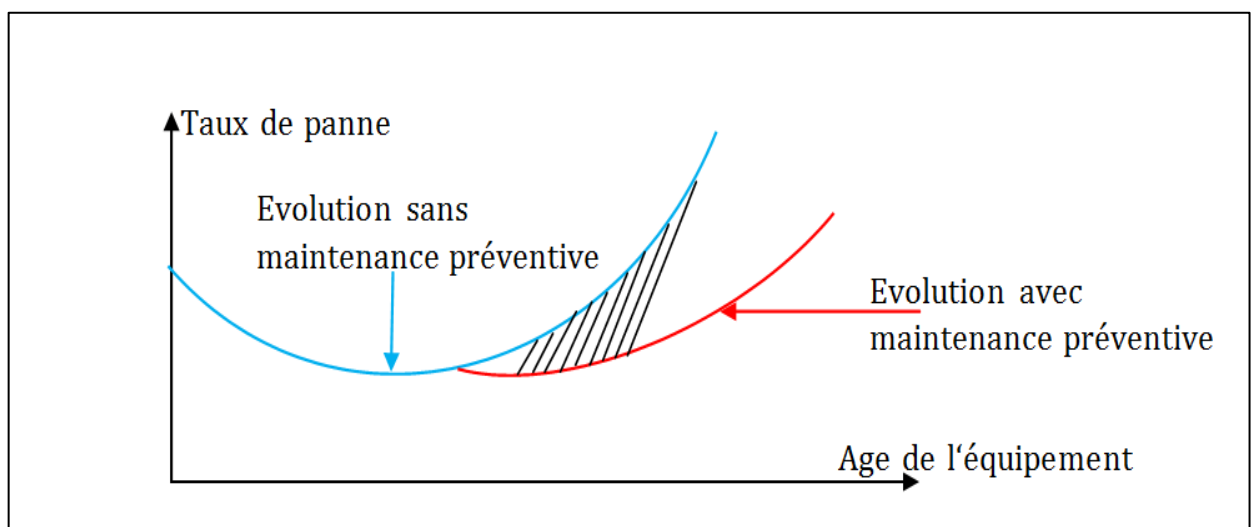 Taux de panne
Evolution sans
maintenance préventive
Evolution avec
maintenance préventive
Age de l‘équipement